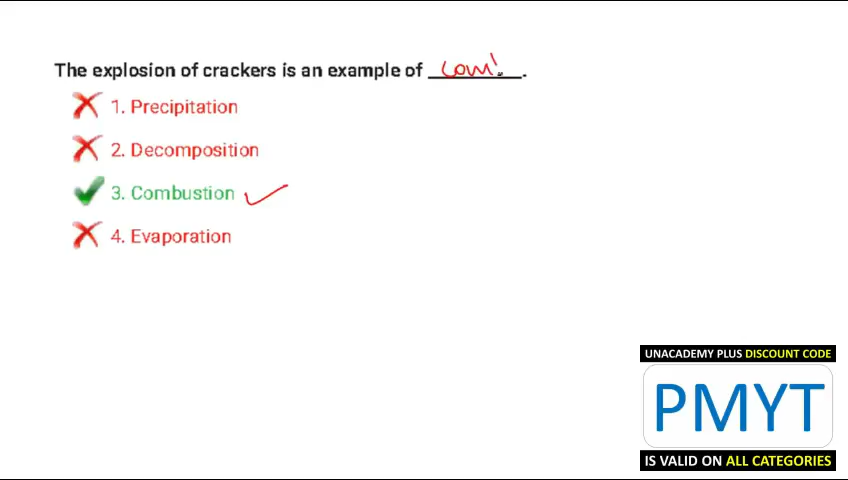 The explosion of crackers is an example of com'.
1. Precipitation
2. Decomposition
3. Combustion
4. Evaporation
UNACADEMY PLUS DISCOUNT CODE
PMYT
IS VALID ON ALL CATEGORIES